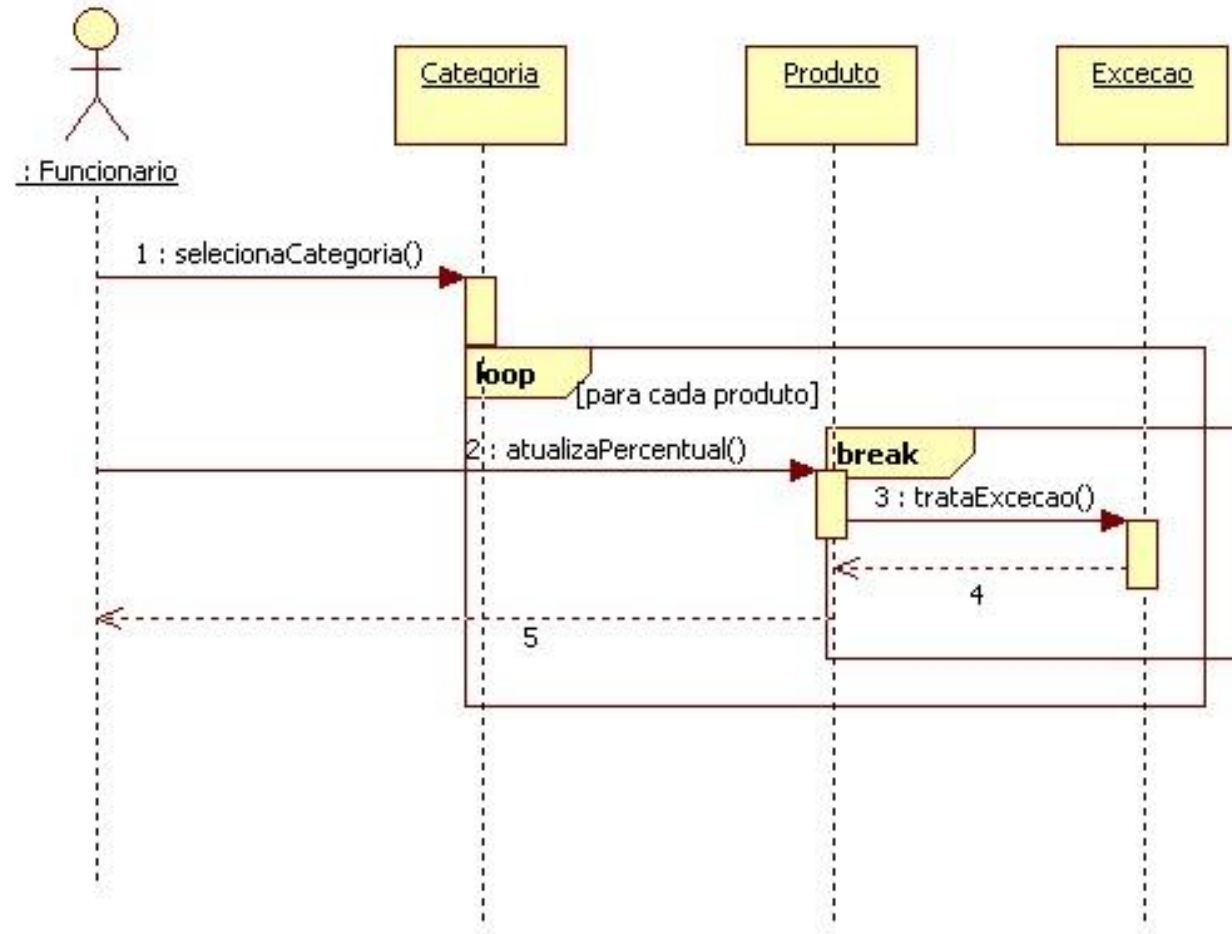 Categoria
Produto
Excecao
: Funcionario
1 : selecionaCategoria()
loop
[para cada produto]
2 : atualizaPercentual()
break
3 : trataExcecao()
4
5